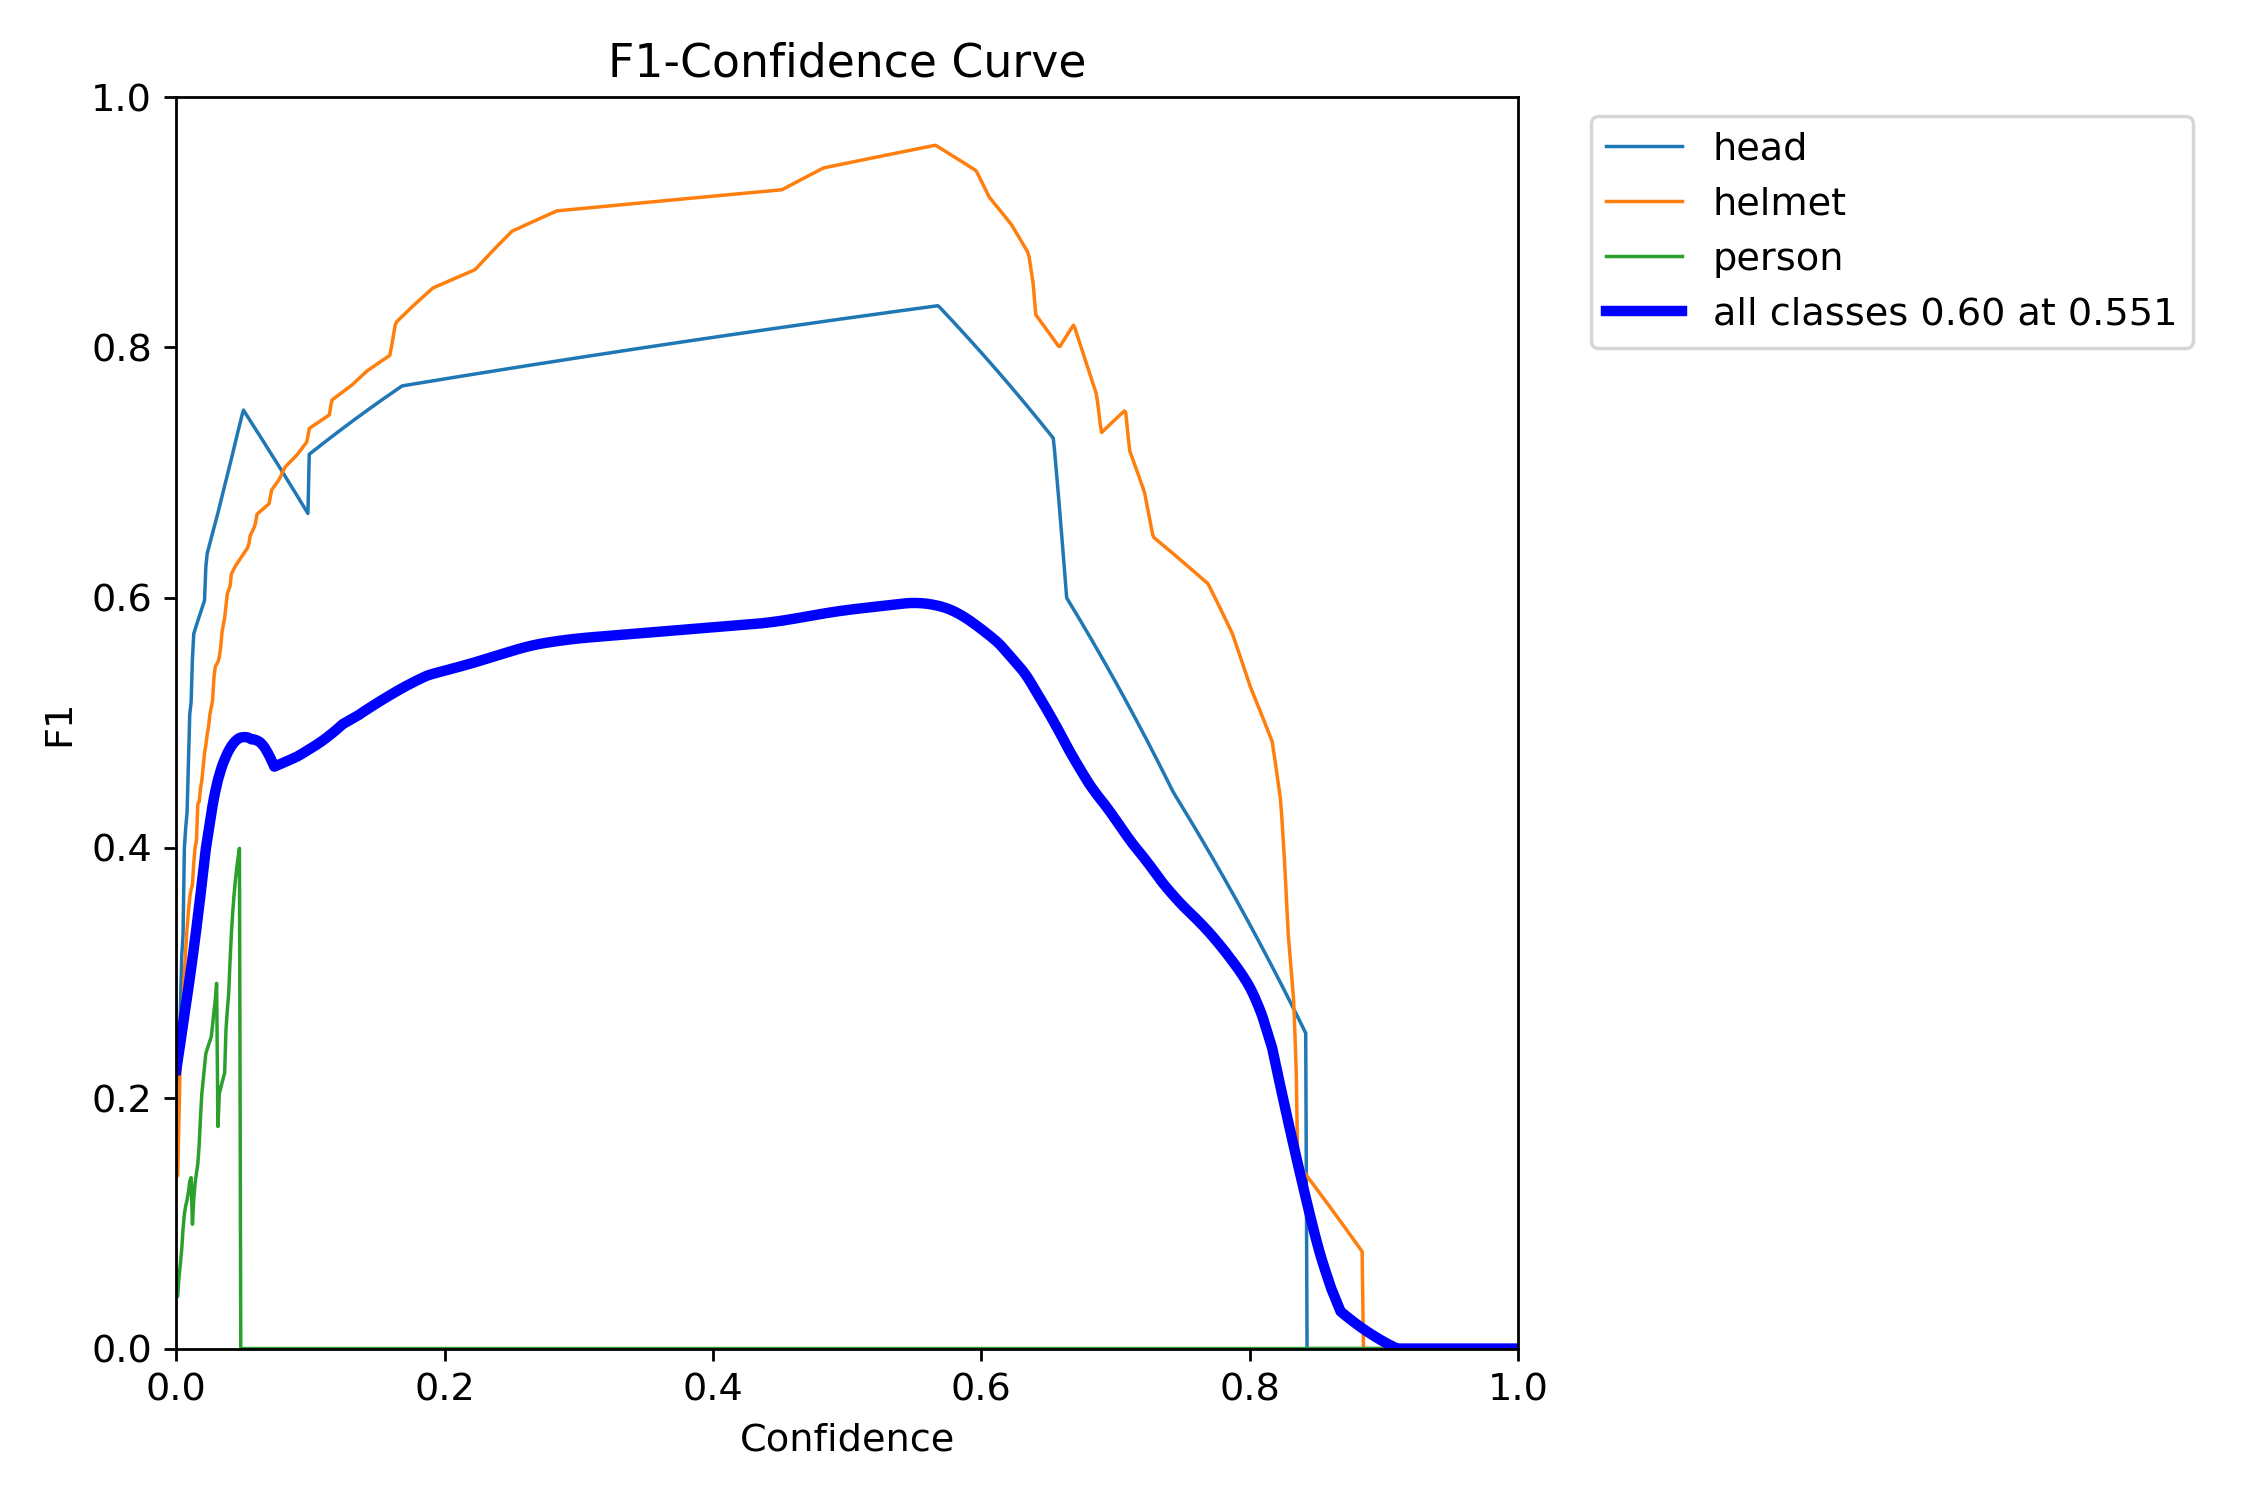 F1-Confidence Curve
1.0
0.8
0.6
0.4
0.2
0.0
F1
0.0 0.2 0.4 0.6 0.8 1.0
Confidence
head
helmet
person
all classes 0.60 at 0.551